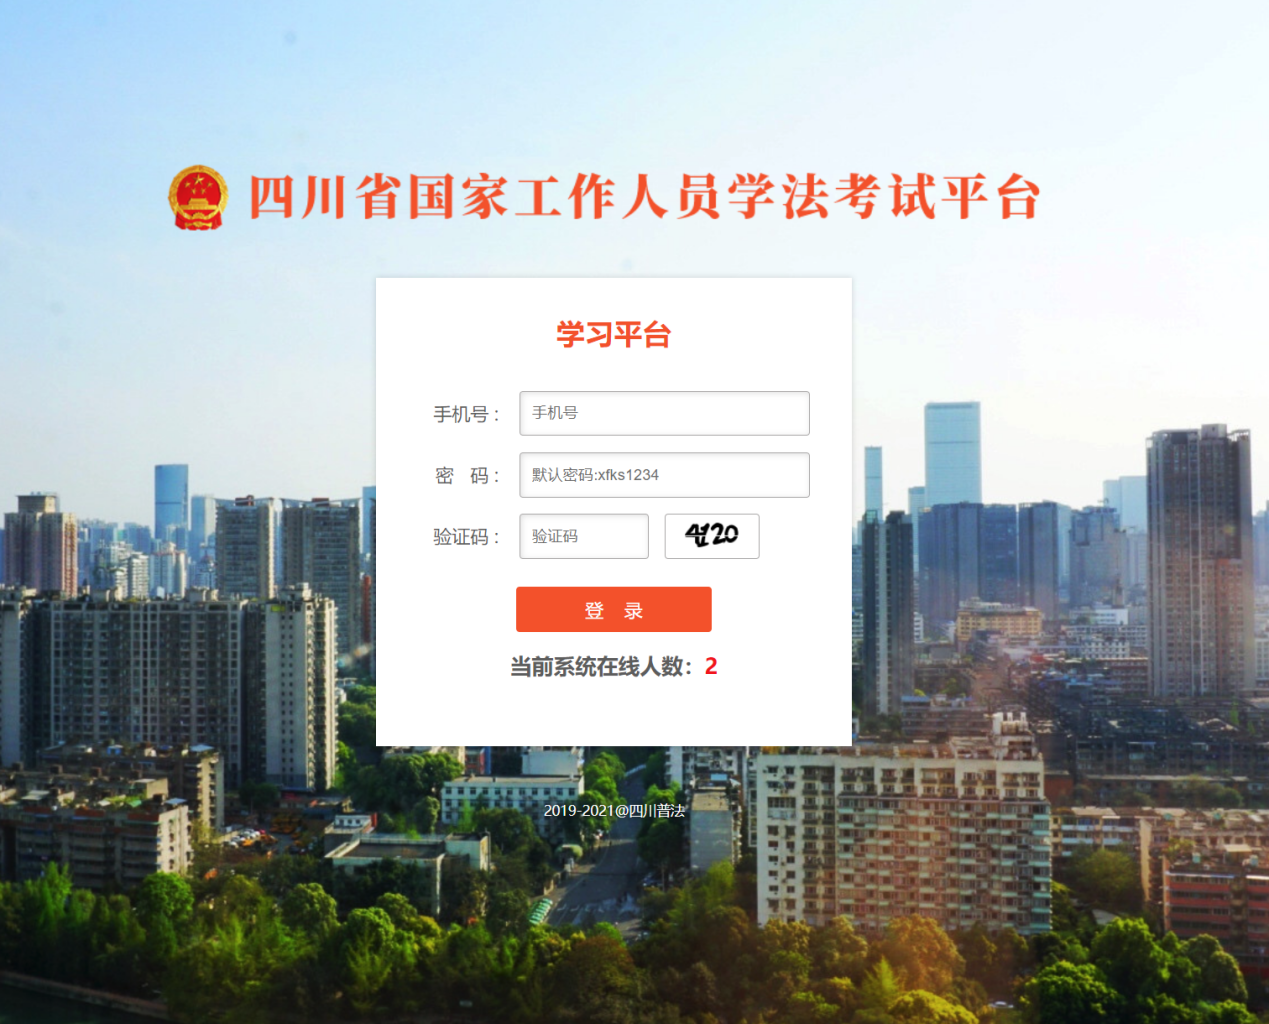 四川省国家工作人员学法考试平台
学习平台
手机号： 手机号
密 码： 默认密码:xfks1234
验证码： 验证码
登 录
当前系统在线人数：2
2019-2021@四川普法